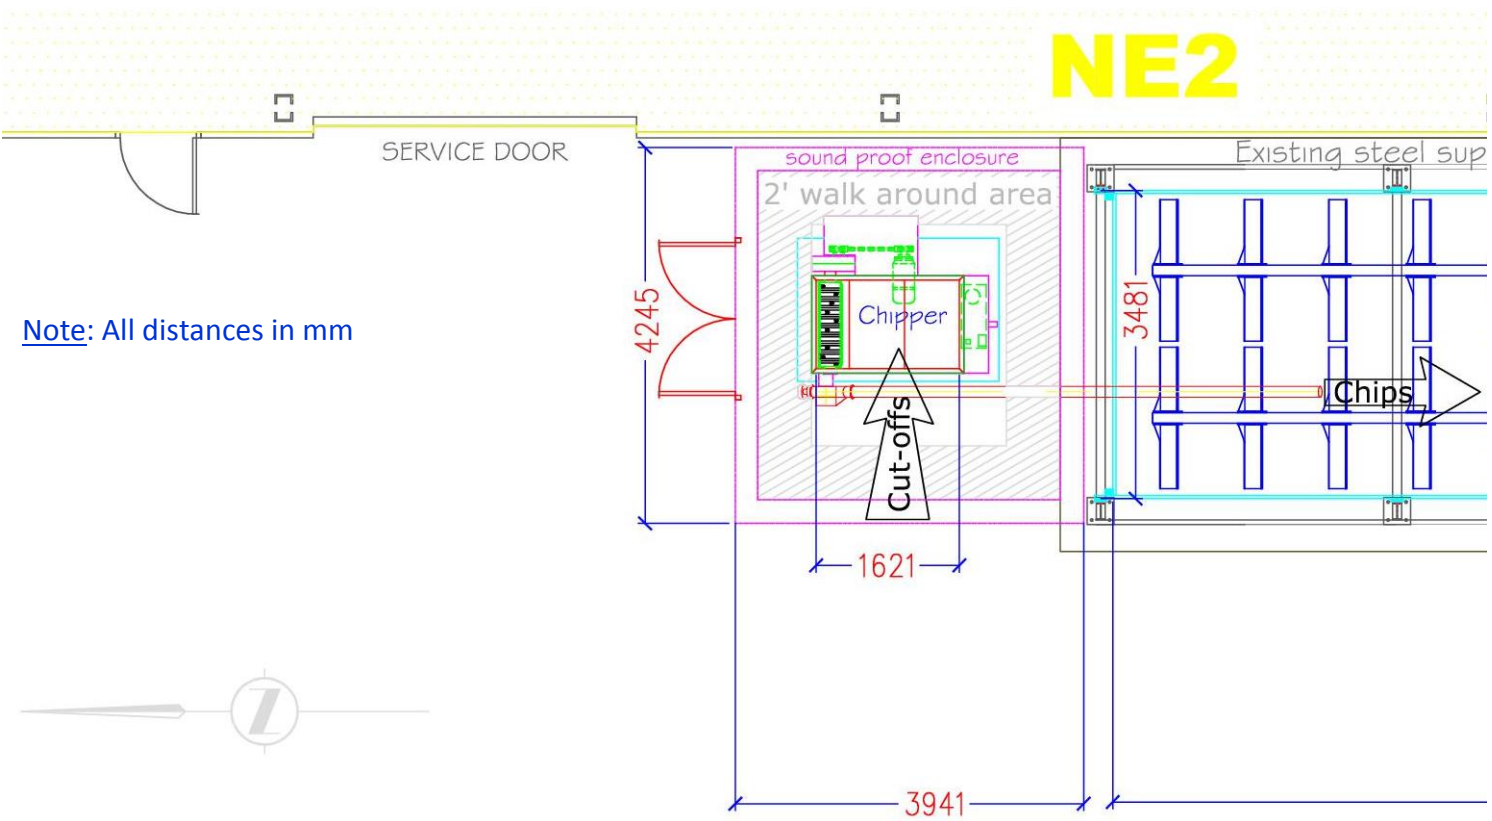 NE2
SERVICE DOOR
sound proof enclosure
Existing steel sup
2' walk around area
Note: All distances in mm
4245
Chipper
3481
Chips
Cut-offs
1621
Z
3941